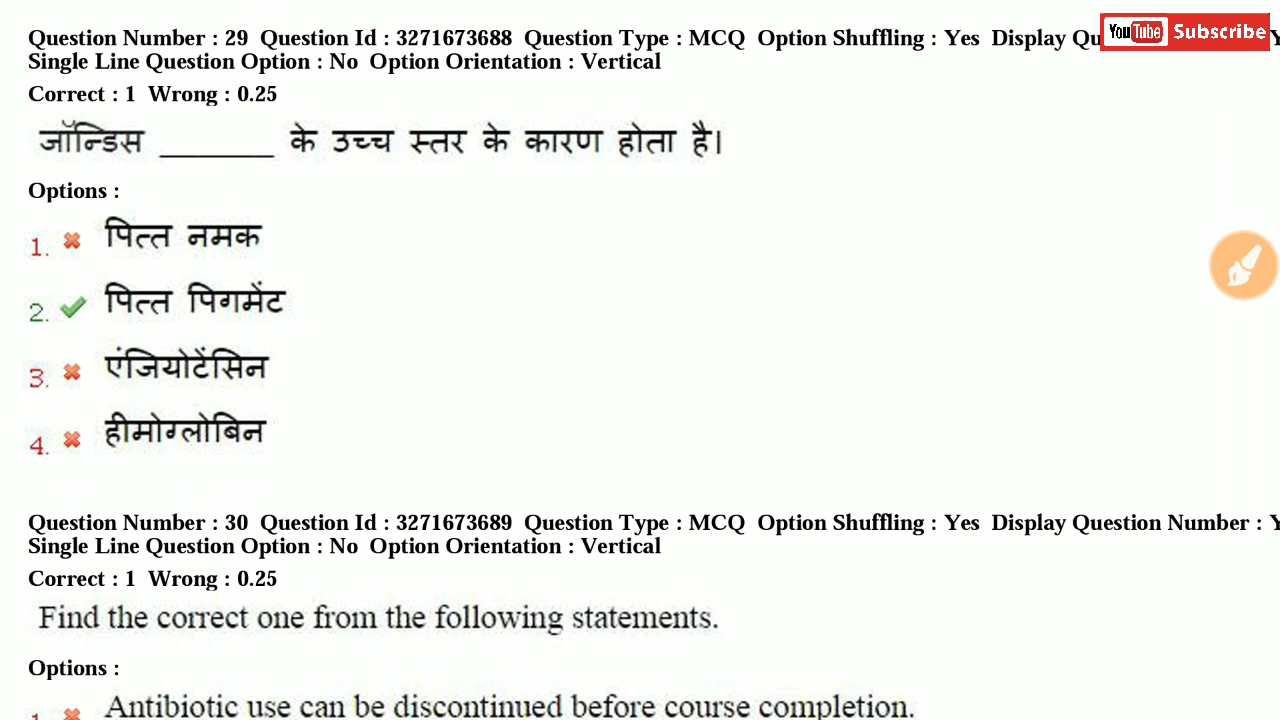 Question Number : 29 Question Id : 3271673688 Question Type : MCQ Option Shuffling : Yes Display Qu
YouTube Subscribe
Single Line Question Option : No Option Orientation : Vertical
Correct : 1 Wrong : 0.25
जॉन्डिस ______ के उच्च स्तर के कारण होता है।
Options :
1. पित्त नमक
2. पित्त पिगमेंट
3. एंजियोटेंसिन
4. हीमोग्लोबिन
Question Number : 30 Question Id : 3271673689 Question Type : MCQ Option Shuffling : Yes Display Question Number : Y
Single Line Question Option : No Option Orientation : Vertical
Correct : 1 Wrong : 0.25
Find the correct one from the following statements.
Options :
1. Antibiotic use can be discontinued before course completion.